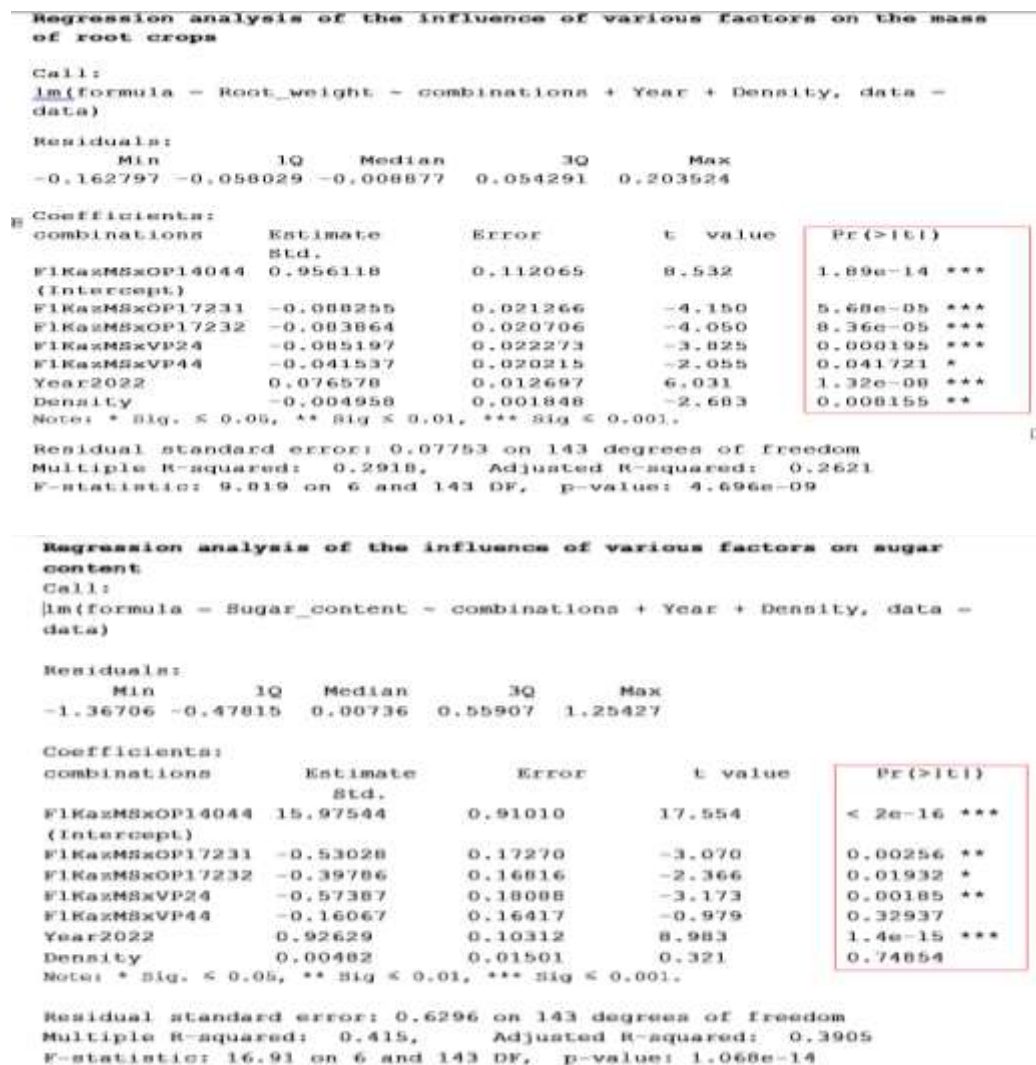 Regression analysis of the influence of various factors on the mass
of root crops
Call:
lm(formula = Root_weight ~ combinations + Year + Density, data =
data)
Residuals:
Min 1Q Median 3Q Max
-0.162797 -0.058029 -0.008877 0.054291 0.203524
Coefficients:
combinations Estimate Error t value Pr(>|t|)
Std.
F1KazMSxOP14044 0.956118 0.112065 8.532 1.89e-14 ***
(Intercept)
F1KazMSxOP17231 -0.088255 0.021266 -4.150 5.68e-05 ***
F1KazMSxOP17232 -0.083864 0.020706 -4.050 8.36e-05 ***
F1KazMSxVP24 -0.085197 0.022273 -3.825 0.000195 ***
F1KazMSxVP44 -0.041537 0.020215 -2.055 0.041721 *
Year2022 0.076578 0.012697 6.031 1.32e-08 ***
Density -0.004958 0.001848 -2.683 0.008155 **
Note: * Sig. ≤ 0.05, ** Sig ≤ 0.01, *** Sig ≤ 0.001.
Residual standard error: 0.07753 on 143 degrees of freedom
Multiple R-squared: 0.2918, Adjusted R-squared: 0.2621
F-statistic: 9.819 on 6 and 143 DF, p-value: 4.696e-09
Regression analysis of the influence of various factors on sugar
content
Call:
lm(formula = Sugar_content ~ combinations + Year + Density, data =
data)
Residuals:
Min 1Q Median 3Q Max
-1.36706 -0.47815 0.00736 0.55907 1.25427
Coefficients:
combinations Estimate Error t value Pr(>|t|)
Std.
F1KazMSxOP14044 15.97544 0.91010 17.554 < 2e-16 ***
(Intercept)
F1KazMSxOP17231 -0.53028 0.17270 -3.070 0.00256 **
F1KazMSxOP17232 -0.39786 0.16816 -2.366 0.01932 *
F1KazMSxVP24 -0.57387 0.18088 -3.173 0.00185 **
F1KazMSxVP44 -0.16067 0.16417 -0.979 0.32937
Year2022 0.92629 0.10312 8.983 1.4e-15 ***
Density 0.00482 0.01501 0.321 0.74854
Note: * Sig. ≤ 0.05, ** Sig ≤ 0.01, *** Sig ≤ 0.001.
Residual standard error: 0.6296 on 143 degrees of freedom
Multiple R-squared: 0.415, Adjusted R-squared: 0.3905
F-statistic: 16.91 on 6 and 143 DF, p-value: 1.068e-14